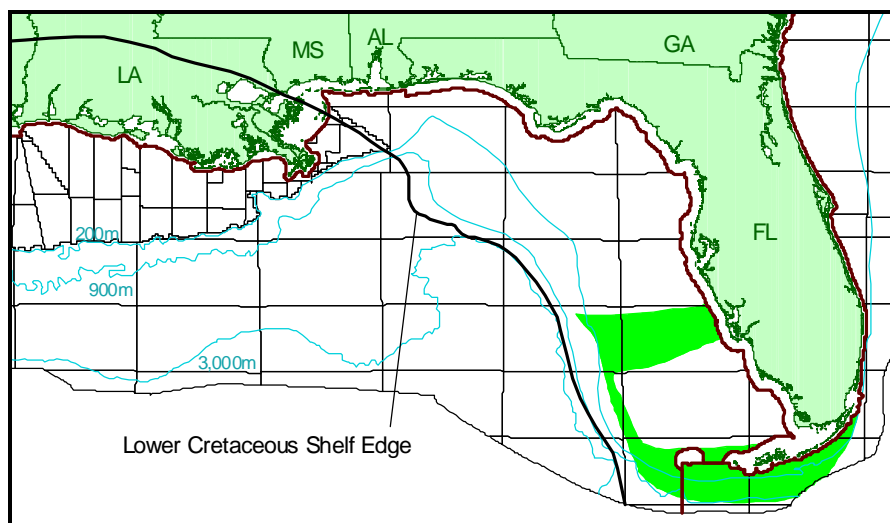 AL
MS
GA
LA
FL
200m
900m
3,000m
Lower Cretaceous Shelf Edge